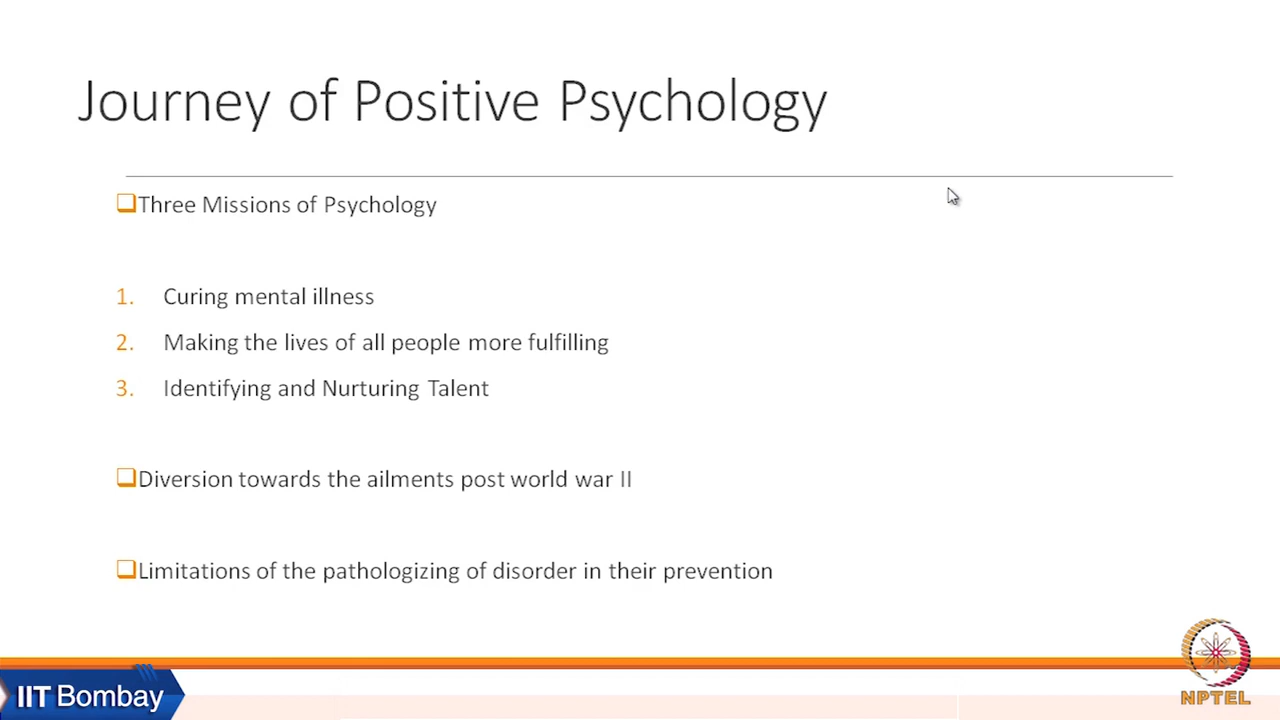 Journey of Positive Psychology
Three Missions of Psychology
1. Curing mental illness
2. Making the lives of all people more fulfilling
3. Identifying and Nurturing Talent
Diversion towards the ailments post world war II
Limitations of the pathologizing of disorder in their prevention
IIT Bombay
NPTEL